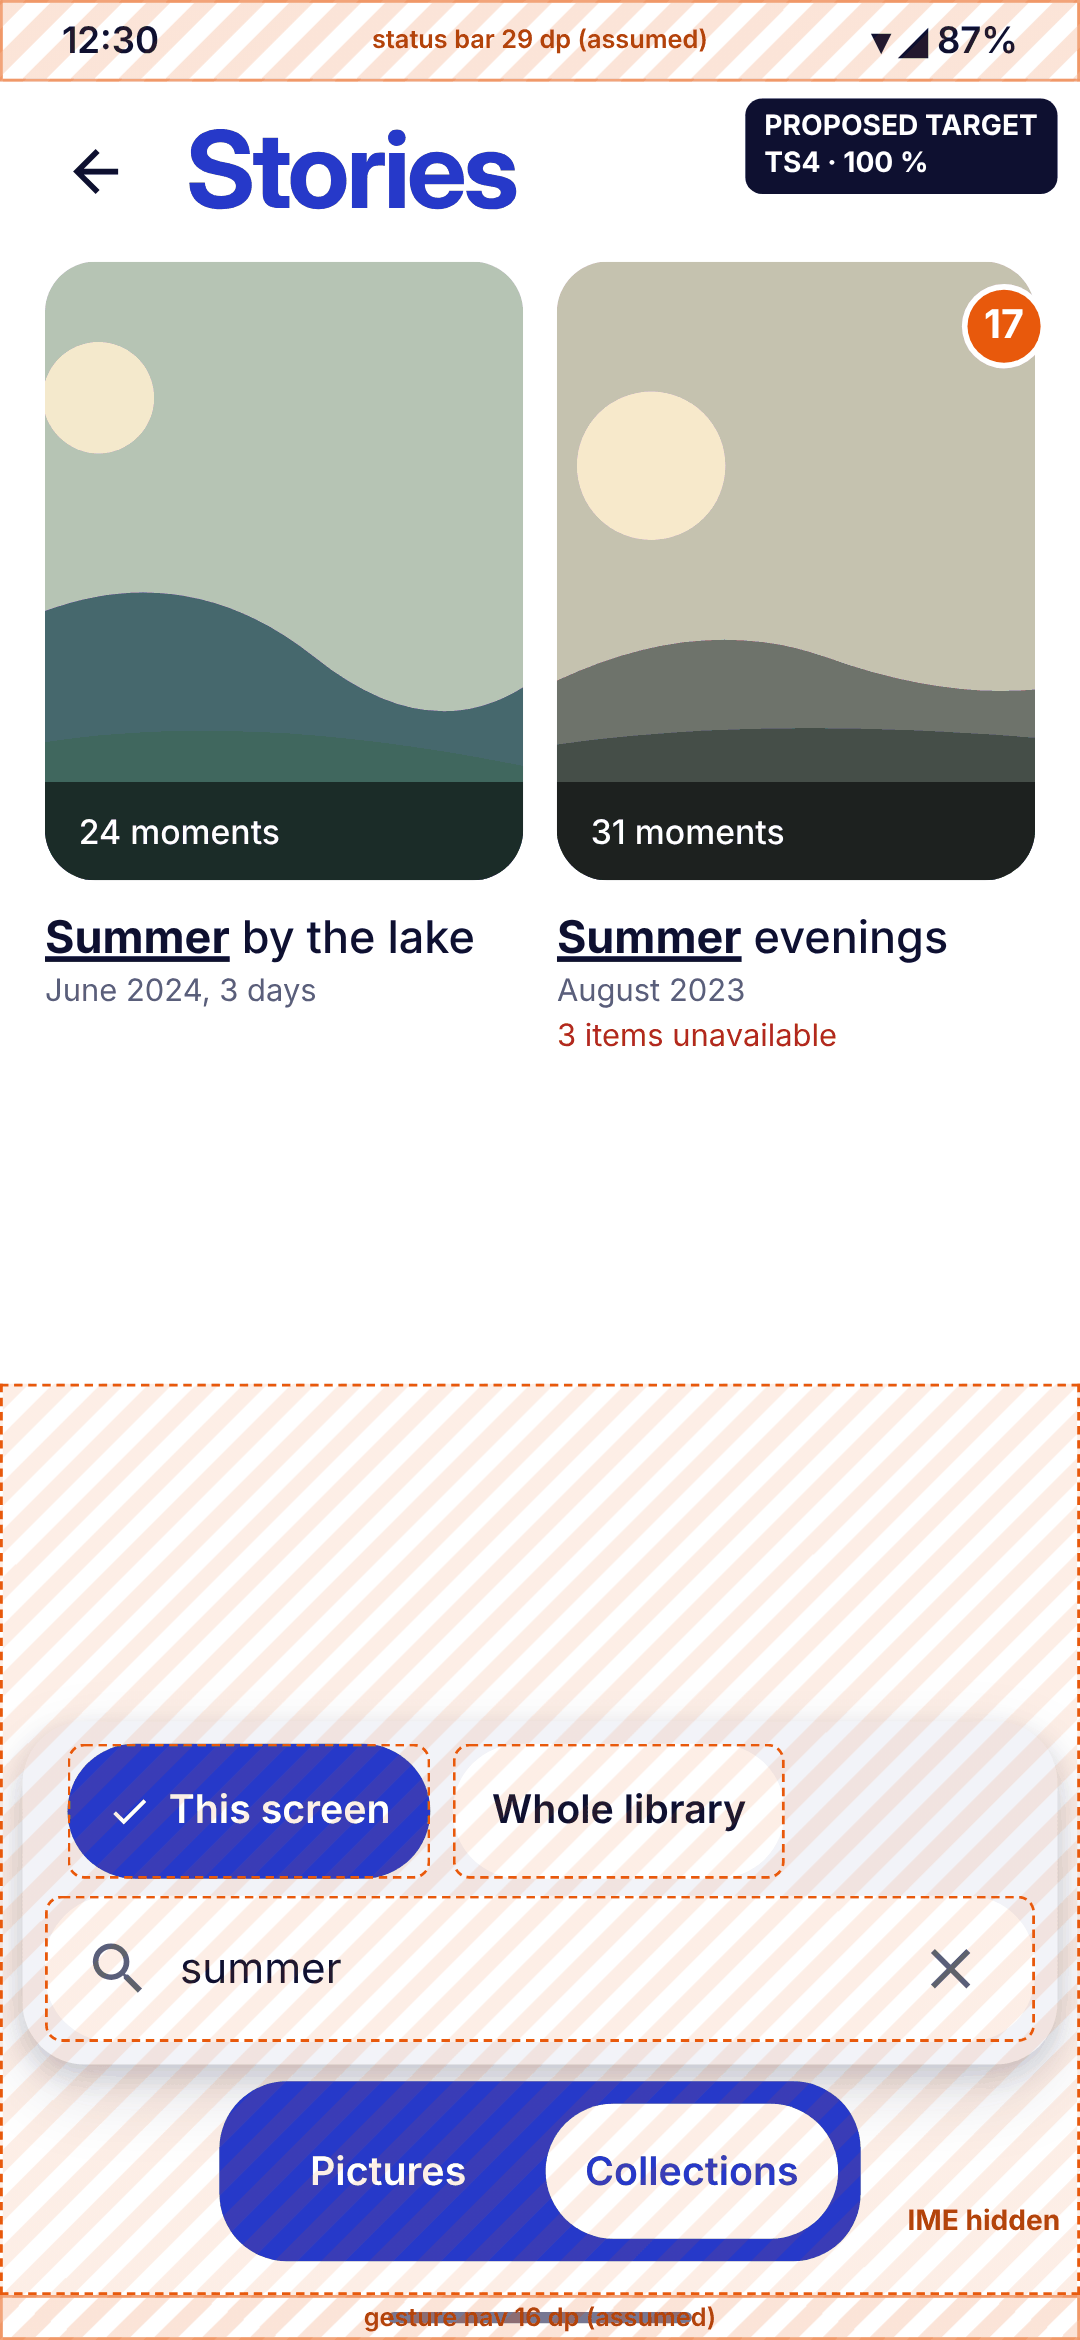 12:30
status bar 29 dp (assumed)
87%
Stories
PROPOSED TARGET
TS4 · 100 %
17
24 moments
31 moments
Summer by the lake
June 2024, 3 days
Summer evenings
August 2023
3 items unavailable
This screen
Whole library
summer
Pictures
Collections
IME hidden
gesture nav 16 dp (assumed)